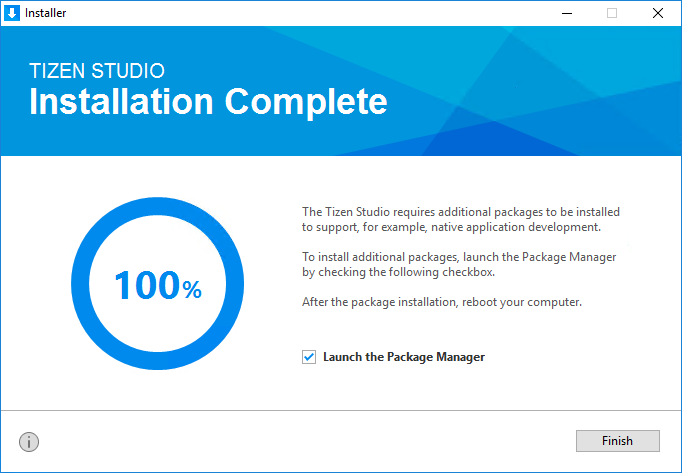 Installer
TIZEN STUDIO
Installation Complete
100%
The Tizen Studio requires additional packages to be installed
to support, for example, native application development.
To install additional packages, launch the Package Manager
by checking the following checkbox.
After the package installation, reboot your computer.
Launch the Package Manager
Finish